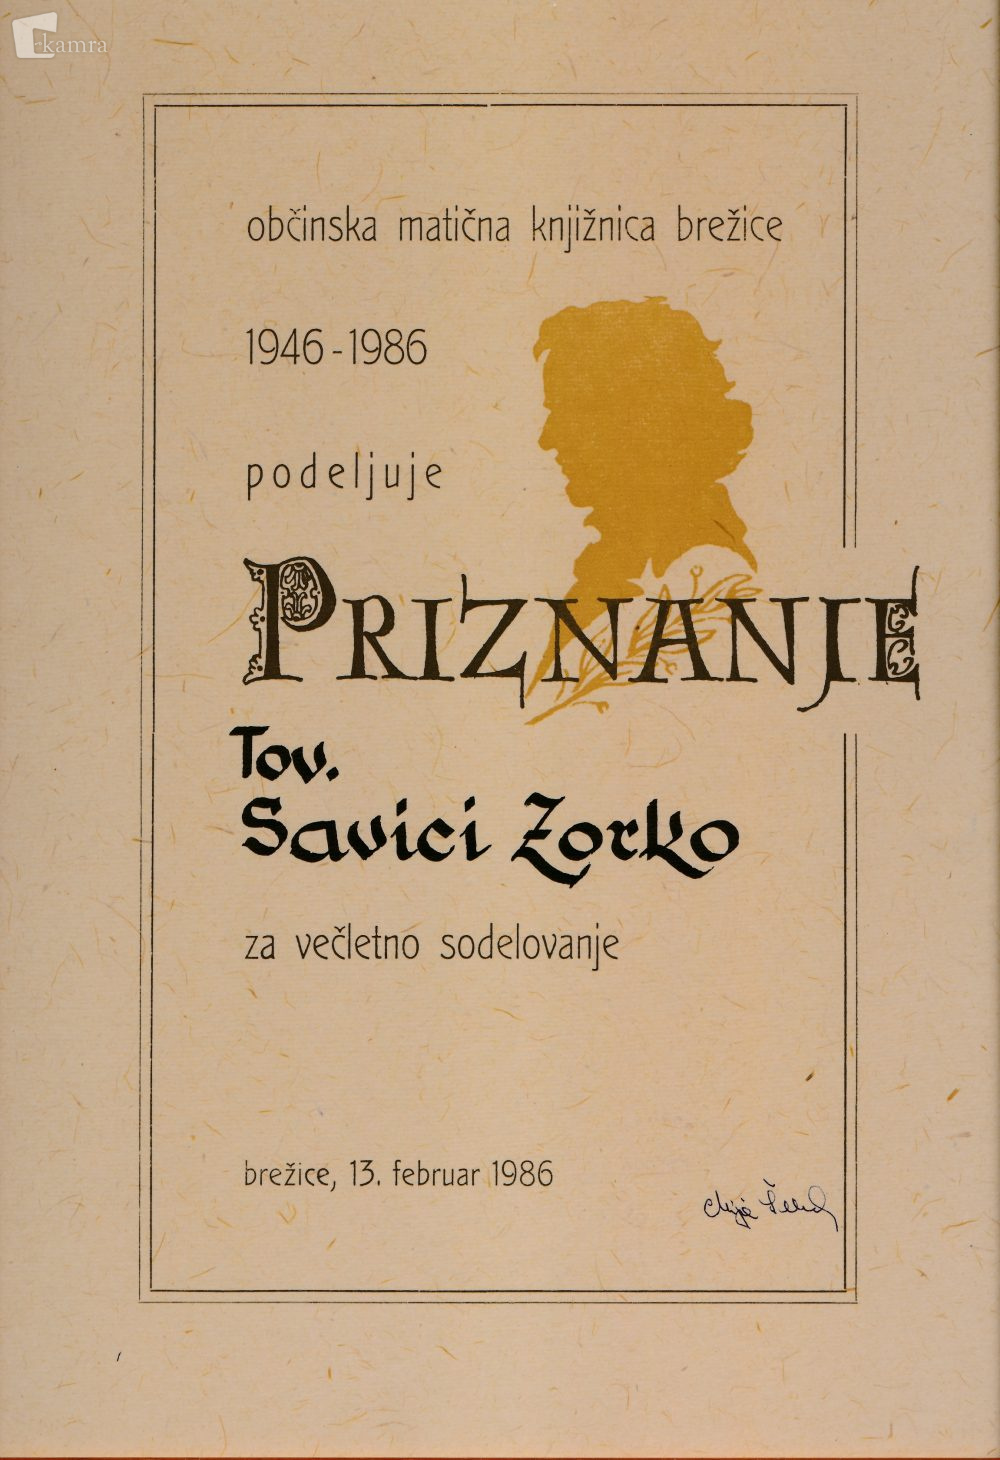 kamra
občinska matična knjižnica brežice
1946-1986
podeljuje
PRIZNANJE
Tov.
Savici Zorko
za večletno sodelovanje
brežice, 13. februar 1986